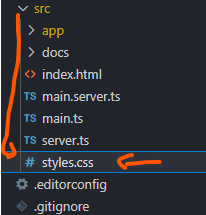 src
app
docs
index.html
TS main.server.ts
TS main.ts
TS server.ts
# styles.css
.editorconfig
.gitignore